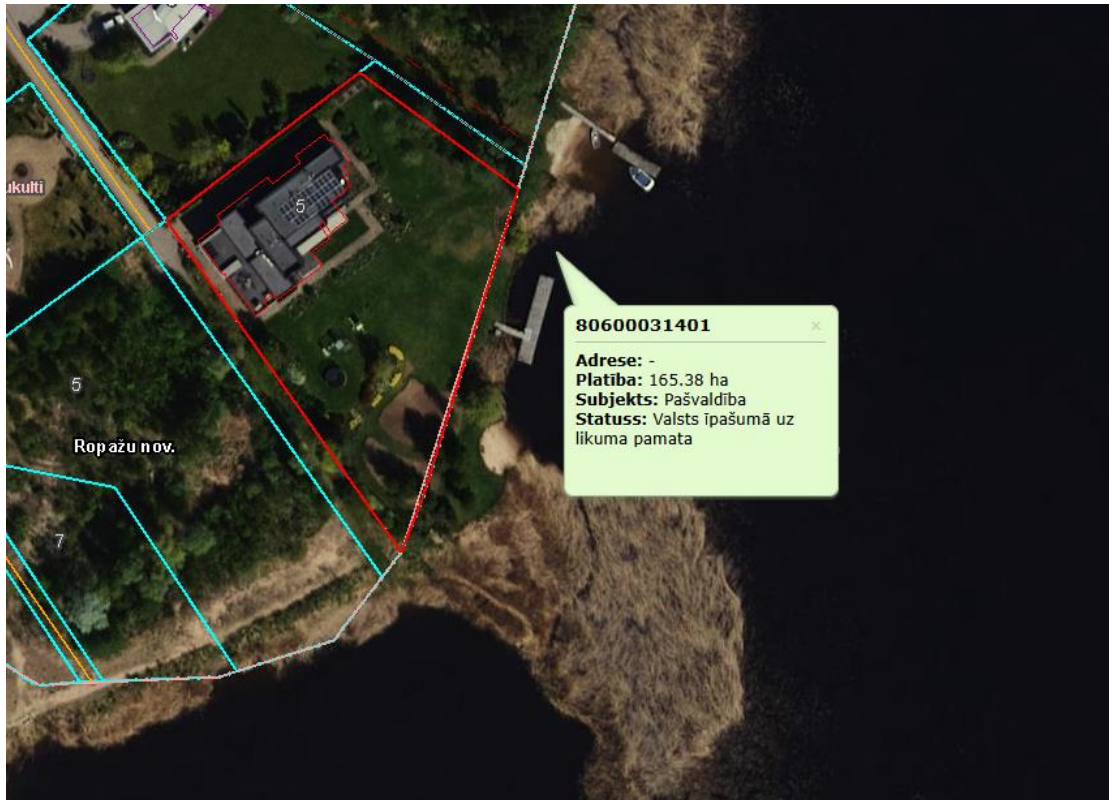 ukulti
5
80600031401
×
Adrese: -
Platība: 165.38 ha
Subjekts: Pašvaldība
Statuss: Valsts īpašumā uz
likuma pamata
5
Ropažu nov.
7